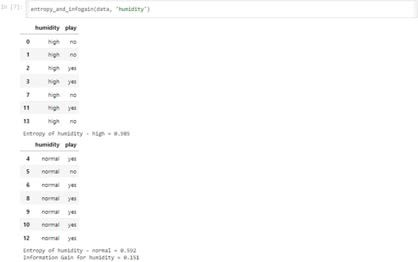 In [7]: entropy_and_infogain(data, 'humidity')
humidity play
0 high no
1 high no
2 high yes
3 high yes
7 high no
11 high yes
13 high no
Entropy of humidity - high = 0.985
humidity play
4 normal yes
5 normal no
6 normal yes
8 normal yes
9 normal yes
10 normal yes
12 normal yes
Entropy of humidity - normal = 0.592
Information Gain for humidity = 0.151